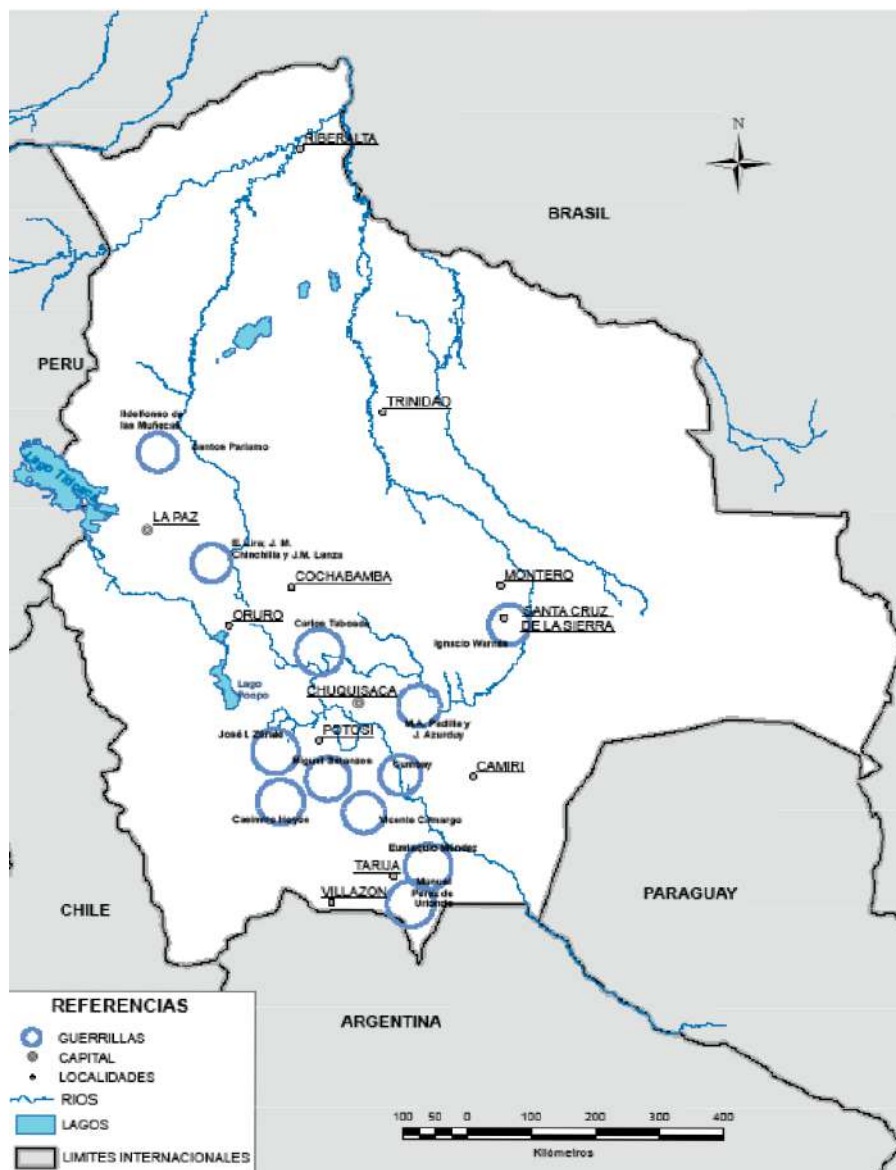 N
RIBERALTA
BRASIL
PERU
TRINIDAD
Ildelfonso de
las Muñecas
Santos Pariamo
Lago Titicaca
LA PAZ
E. Lira; J. M.
Chinchilla y J.M. Lanza
COCHABAMBA
MONTERO
ORURO
Carlos Taboada
SANTA CRUZ
DE LA SIERRA
Ignacio Warnes
Lago
Poopo
CHUQUISACA
M.A. Padilla y
J. Azurduy
José I. Zárate
POTOSI
Miguel Betanzos
Cumbay
CAMIRI
Casimiro Hoyos
Vicente Camargo
Eustaquio Méndez
TARIJA
Manuel
Pérez de
Uriondo
VILLAZON
PARAGUAY
CHILE
ARGENTINA
REFERENCIAS
GUERRILLAS
CAPITAL
LOCALIDADES
RIOS
LAGOS
LIMITES INTERNACIONALES
100 50 0 100 200 300 400
Kilómetros